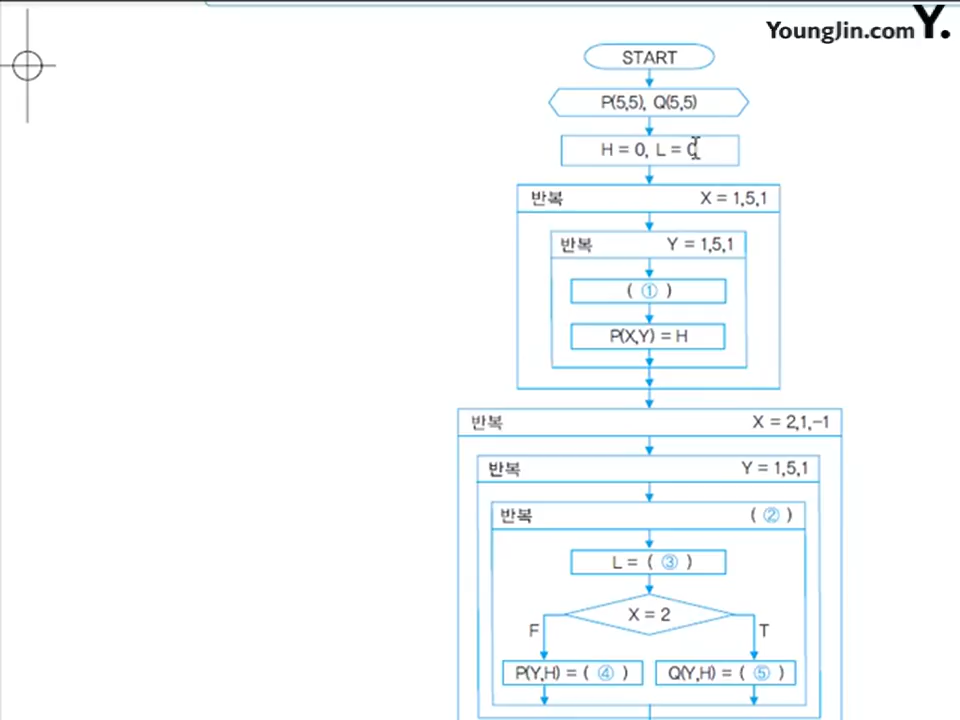 YoungJin.com Y.
START
P(5,5), Q(5,5)
H = 0, L = 0
반복 X = 1,5,1
반복 Y = 1,5,1
( ① )
P(X,Y) = H
반복 X = 2,1,-1
반복 Y = 1,5,1
반복 ( ② )
L = ( ③ )
X = 2
F T
P(Y,H) = ( ④ ) Q(Y,H) = ( ⑤ )